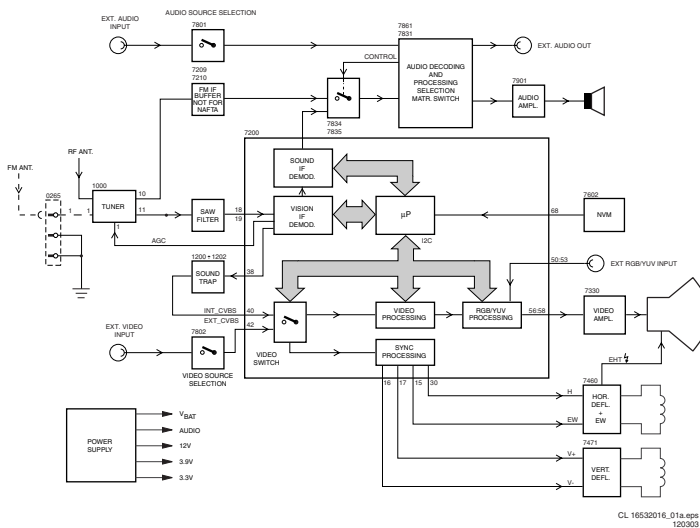 AUDIO SOURCE SELECTION
EXT. AUDIO
INPUT
7801
7861
7831
EXT. AUDIO OUT
CONTROL
AUDIO DECODING
AND
PROCESSING
SELECTION
MATR. SWITCH
7209
7210
FM IF
BUFFER
NOT FOR
NAFTA
7834
7835
7901
AUDIO
AMPL.
7200
RF ANT.
FM ANT.
0265
1000
TUNER
10
11
1
1
1
AGC
SAW
FILTER
18
19
SOUND
IF
DEMOD.
VISION
IF
DEMOD.
µP
I2C
68
7602
NVM
1200 + 1202
SOUND
TRAP
38
50:53
EXT RGB/YUV INPUT
INT_CVBS
40
EXT_CVBS
42
EXT. VIDEO
INPUT
7802
VIDEO SOURCE
SELECTION
VIDEO
SWITCH
VIDEO
PROCESSING
RGB/YUV
PROCESSING
56:58
7330
VIDEO
AMPL.
SYNC
PROCESSING
16
17
15
30
EHT
7460
H
EW
HOR.
DEFL.
+
EW
7471
V+
V-
VERT.
DEFL.
POWER
SUPPLY
VBAT
AUDIO
12V
3.9V
3.3V
CL 16532016_01a.eps
120303